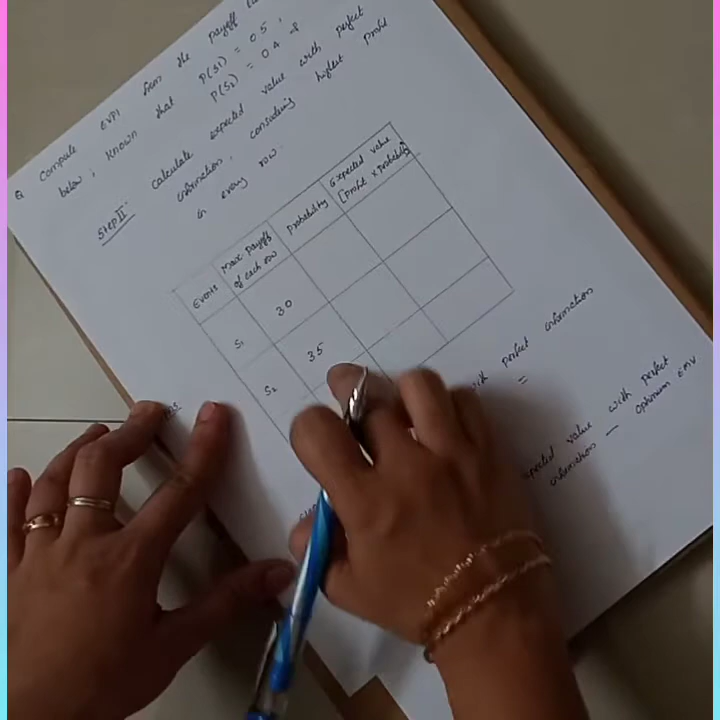 Q Compute EVPI from the payoff
below, known that P(S1) = 0.5,
P(S2) = 0.4 &
Step II calculate expected value with perfect
information, considering highest profit
in every row.
Events
Max payoff
of each row
Probability
Expected value
[Profit x Probability]
S1 30
S2 35
with perfect information
=
expected value with perfect
information — optimum EMV